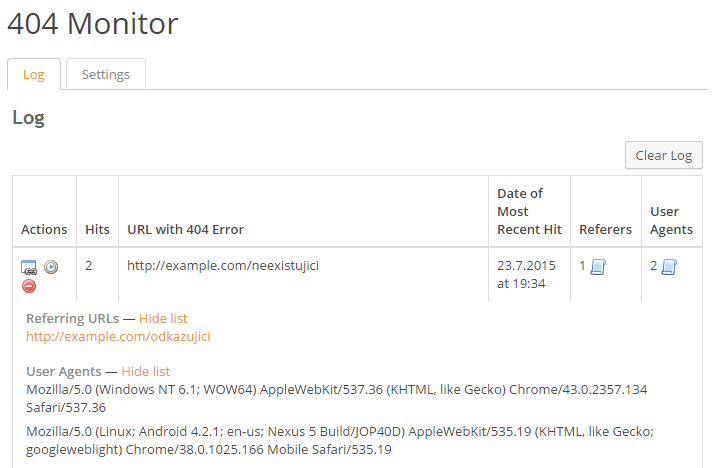 404 Monitor
Log
Settings
Log
Clear Log
Actions
Hits
URL with 404 Error
Date of
Most
Recent Hit
Referers
User
Agents
2
http://example.com/neexistujici
23.7.2015
at 19:34
1
2
Referring URLs — Hide list
http://example.com/odkazujici
User Agents — Hide list
Mozilla/5.0 (Windows NT 6.1; WOW64) AppleWebKit/537.36 (KHTML, like Gecko) Chrome/43.0.2357.134
Safari/537.36
Mozilla/5.0 (Linux; Android 4.2.1; en-us; Nexus 5 Build/JOP40D) AppleWebKit/535.19 (KHTML, like Gecko;
googleweblight) Chrome/38.0.1025.166 Mobile Safari/535.19